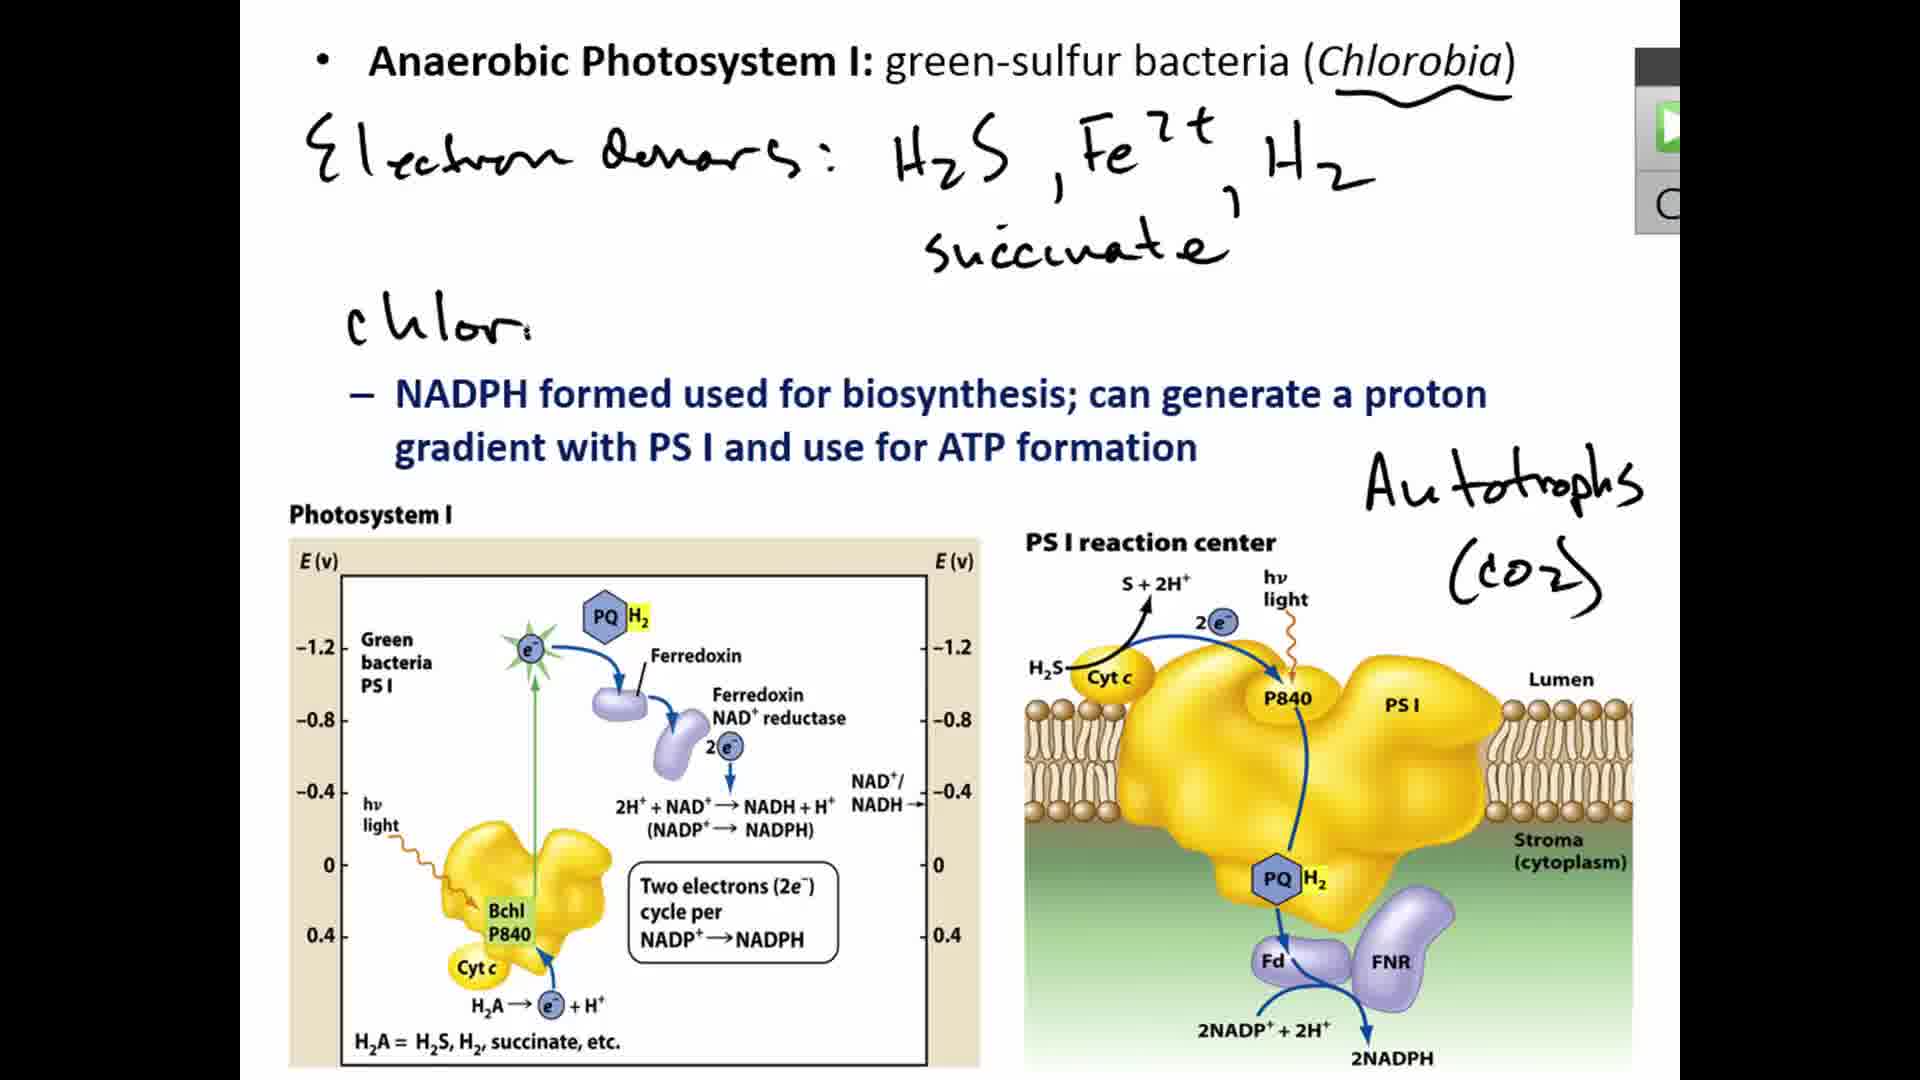 • Anaerobic Photosystem I: green-sulfur bacteria (Chlorobia)
Electron donors: H₂S, Fe²⁺, H₂
succinate
chlori
– NADPH formed used for biosynthesis; can generate a proton
gradient with PS I and use for ATP formation
Autotrophs
(CO₂)
Photosystem I
E (v)
E (v)
–1.2
–0.8
–0.4
0
0.4
Green
bacteria
PS I
e⁻
PQ H₂
Ferredoxin
Ferredoxin
NAD⁺ reductase
2 e⁻
2H⁺ + NAD⁺ → NADH + H⁺
(NADP⁺ → NADPH)
NAD⁺/
NADH →
–1.2
–0.8
–0.4
0
0.4
hν
light
Bchl
P840
Cyt c
Two electrons (2e⁻)
cycle per
NADP⁺ → NADPH
H₂A → e⁻ + H⁺
H₂A = H₂S, H₂, succinate, etc.
PS I reaction center
S + 2H⁺
hν
light
2 e⁻
H₂S
Cyt c
P840
PS I
Lumen
Stroma
(cytoplasm)
PQ H₂
Fd
FNR
2NADP⁺ + 2H⁺
2NADPH